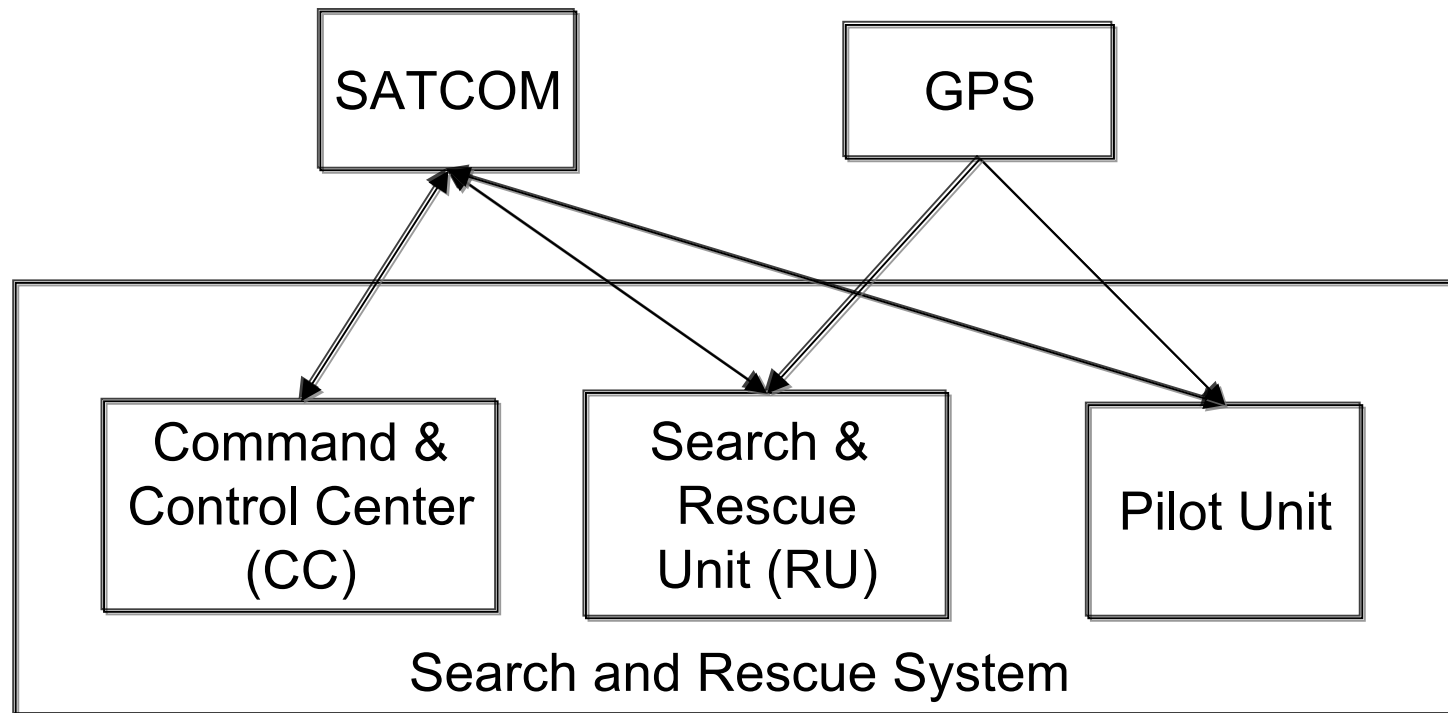 SATCOM
GPS
Command &
Control Center
(CC)
Search &
Rescue
Unit (RU)
Pilot Unit
Search and Rescue System